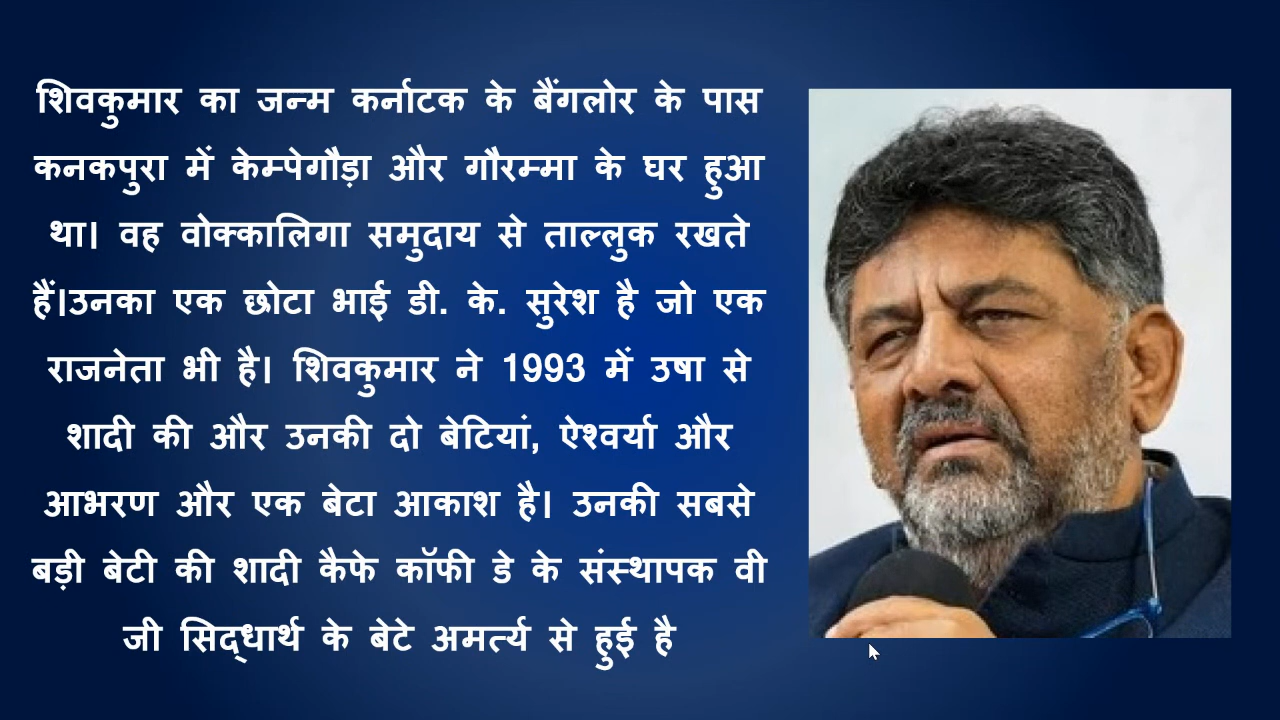 शिवकुमार का जन्म कर्नाटक के बैंगलोर के पास
कनकपुरा में केम्पेगौड़ा और गौरम्मा के घर हुआ
था। वह वोक्कालिगा समुदाय से ताल्लुक रखते
हैं।उनका एक छोटा भाई डी. के. सुरेश है जो एक
राजनेता भी है। शिवकुमार ने 1993 में उषा से
शादी की और उनकी दो बेटियां, ऐश्वर्या और
आभरण और एक बेटा आकाश है। उनकी सबसे
बड़ी बेटी की शादी कैफे कॉफी डे के संस्थापक वी
जी सिद्धार्थ के बेटे अमर्त्य से हुई है